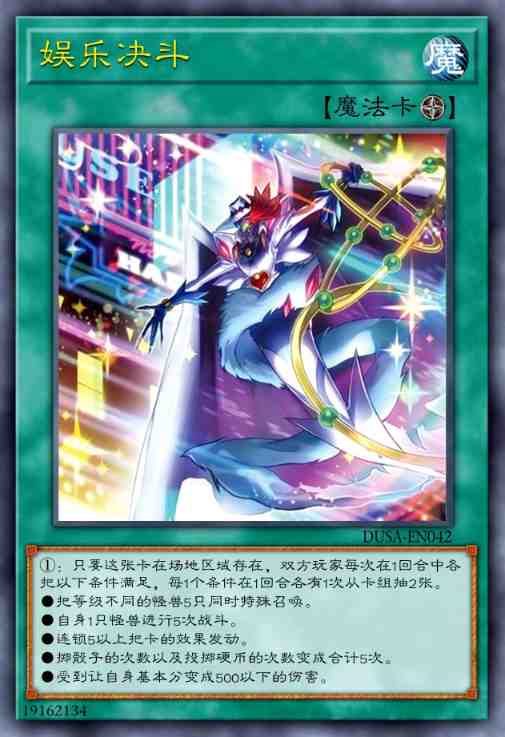 娱乐决斗
魔
【魔法卡】
USE
HA
DUSA-EN042
①：只要这张卡在场地区域存在，双方玩家每次在1回合中各
把以下条件满足，每1个条件在1回合各有1次从卡组抽2张。
●把等级不同的怪兽5只同时特殊召唤。
●自身1只怪兽进行5次战斗。
●连锁5以上把卡的效果发动。
●掷骰子的次数以及投掷硬币的次数变成合计5次。
●受到让自身基本分变成500以下的伤害。
19162134